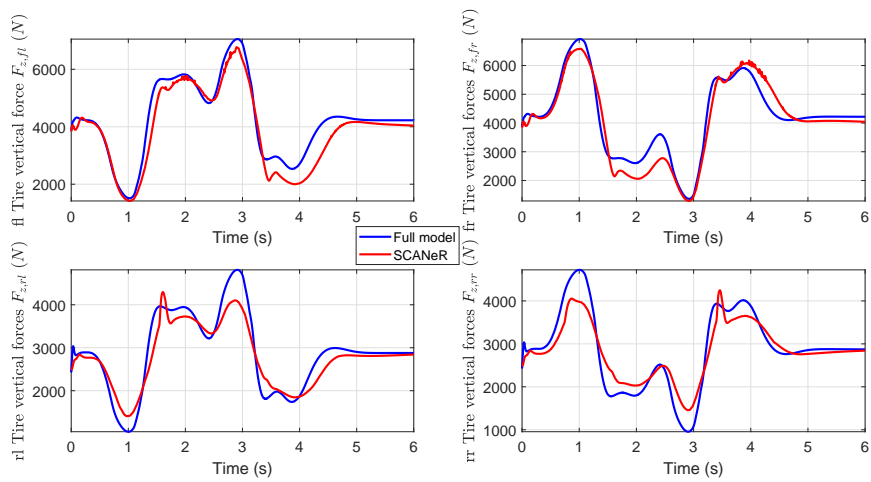 fl Tire vertical force F_{z,fl} (N)
6000
4000
2000
0 1 2 3 4 5 6
Time (s)
fr Tire vertical forces F_{z,fr} (N)
6000
5000
4000
3000
2000
0 1 2 3 4 5 6
Time (s)
Full model
SCANeR
rl Tire vertical forces F_{z,rl} (N)
4000
3000
2000
0 1 2 3 4 5 6
Time (s)
rr Tire vertical forces F_{z,rr} (N)
4000
3000
2000
1000
0 1 2 3 4 5 6
Time (s)